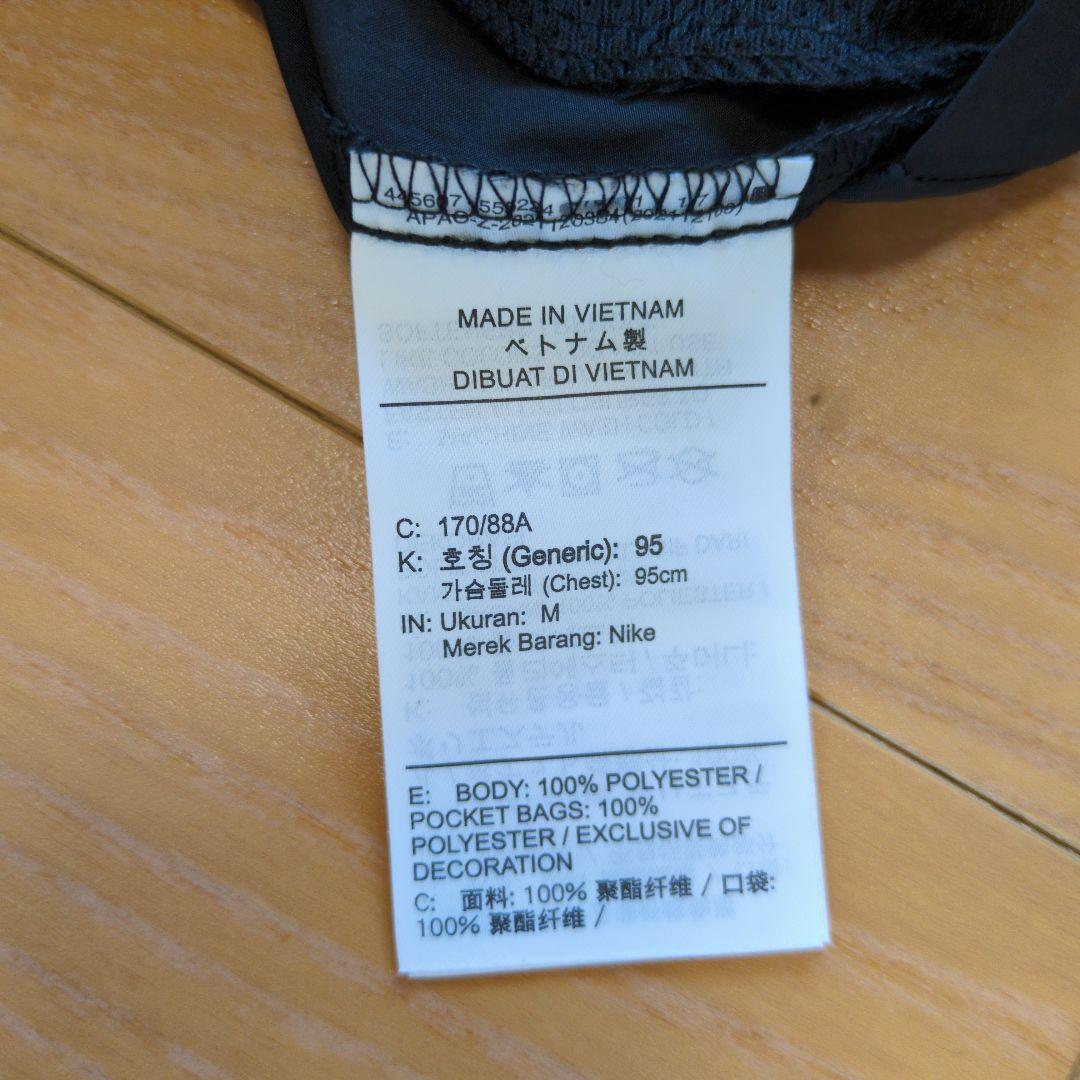 MADE IN VIETNAM
ベトナム製
DIBUAT DI VIETNAM
C: 170/88A
K: 호칭 (Generic): 95
가슴둘레 (Chest): 95cm
IN: Ukuran: M
Merek Barang: Nike
E: BODY: 100% POLYESTER /
POCKET BAGS: 100%
POLYESTER / EXCLUSIVE OF
DECORATION
C: 面料: 100% 聚酯纤维 / 口袋:
100% 聚酯纤维 /